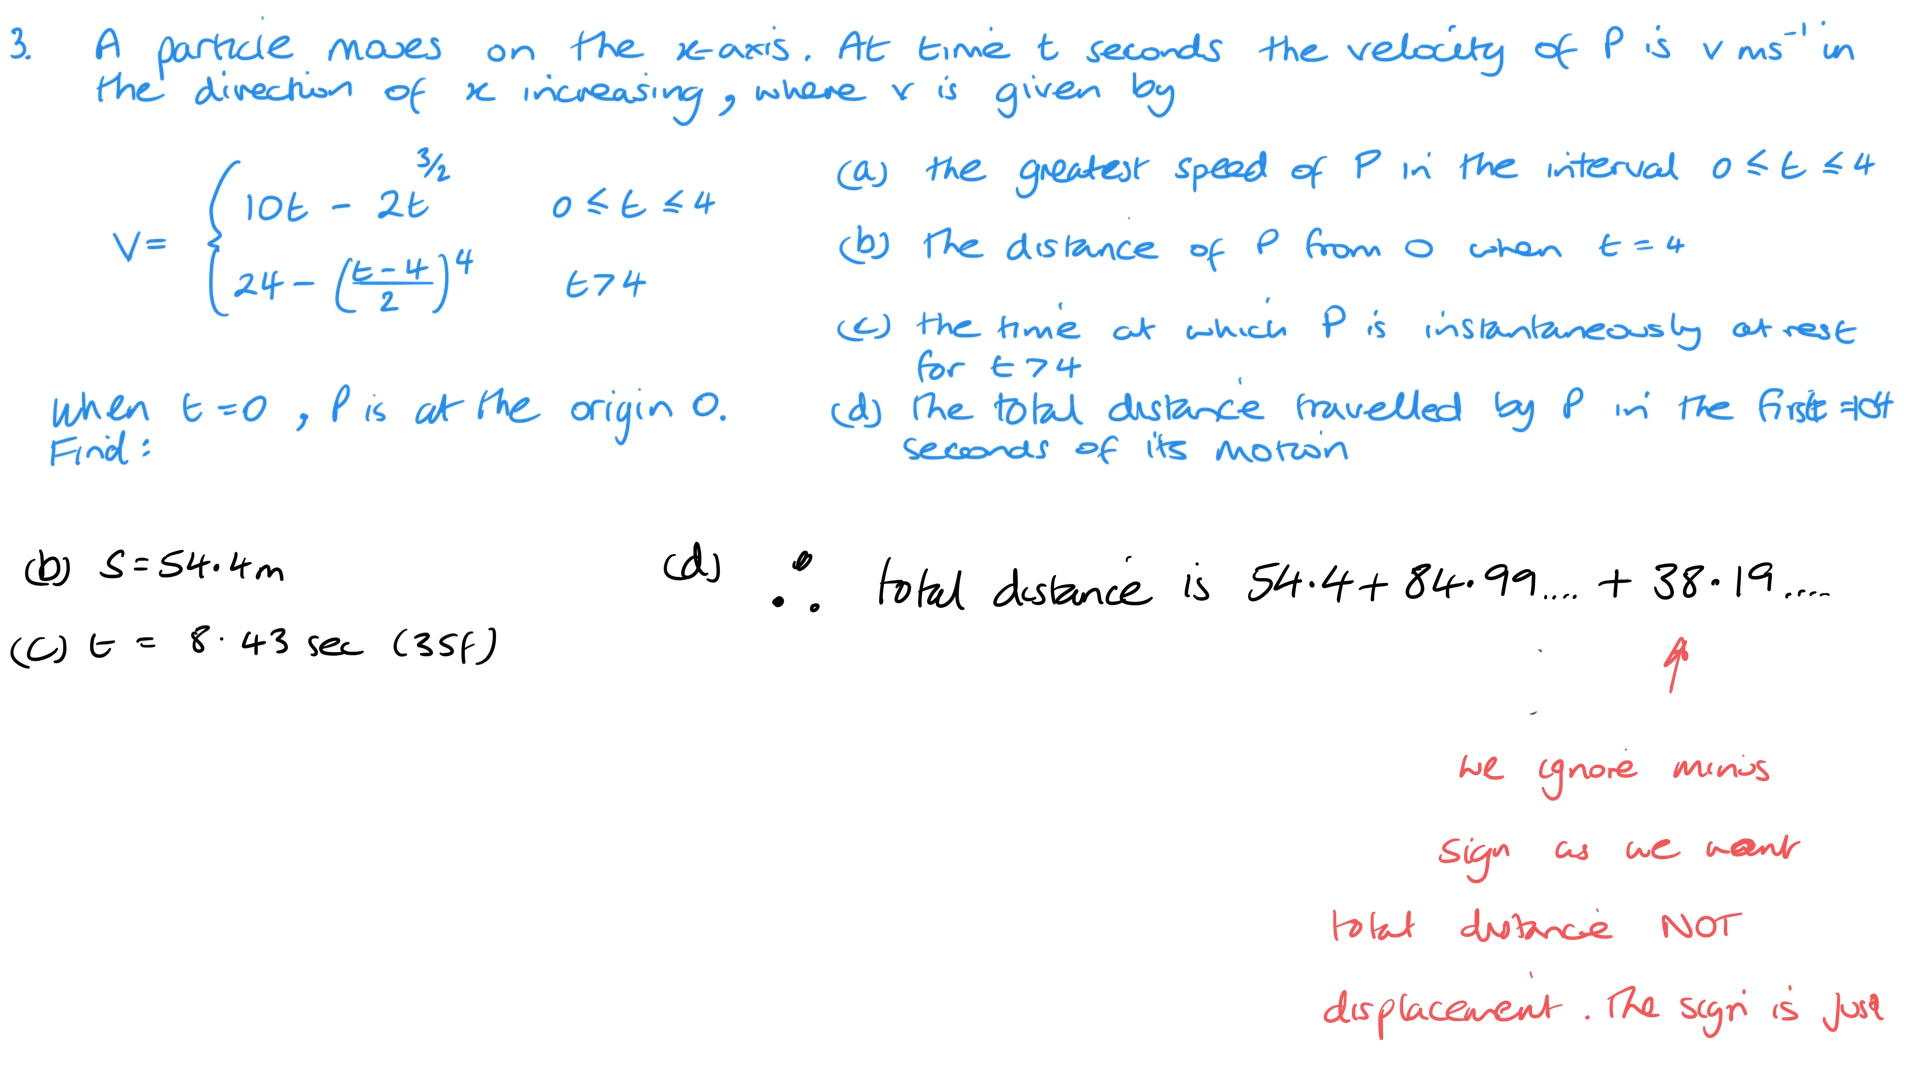 3. A particle moves on the x-axis. At time t seconds the velocity of P is v ms⁻¹ in
the direction of x increasing, where v is given by
V = { 10t - 2t^(3/2)   0 ≤ t ≤ 4
24 - ((t-4)/2)^4   t > 4
when t = 0, P is at the origin O.
Find:
(a) the greatest speed of P in the interval 0 ≤ t ≤ 4
(b) the distance of P from O when t = 4
(c) the time at which P is instantaneously at rest
for t > 4
(d) the total distance travelled by P in the first
seconds of its motion
(b) S = 54.4m
(c) t = 8.43 sec (3sf)
(d) ∴ total distance is 54.4 + 84.99.... + 38.19....
we ignore minus
sign as we want
total distance NOT
displacement. The sign is just